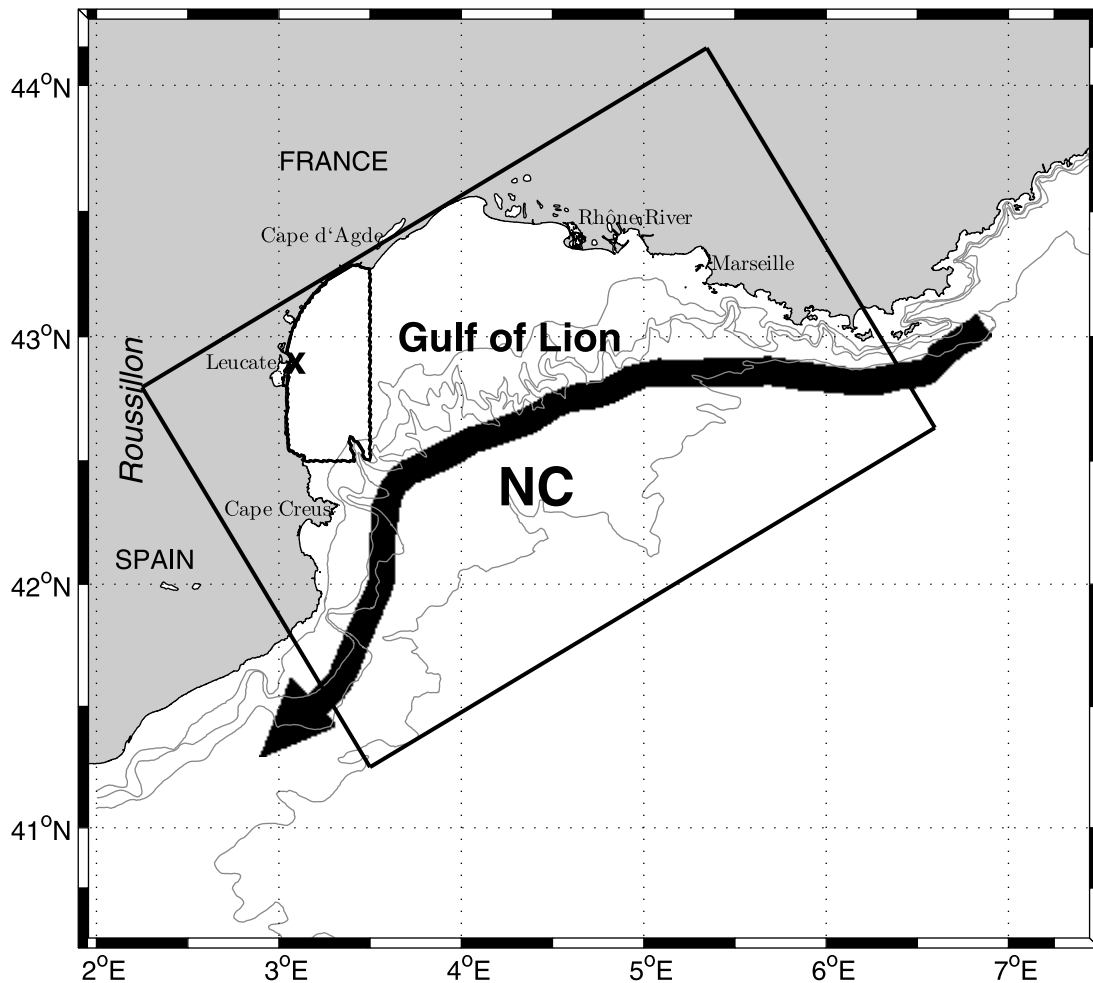 44°N
FRANCE
Rhône River
Cape d‘Agde
Marseille
43°N
Gulf of Lion
Leucate
X
Roussillon
NC
Cape Creus
SPAIN
42°N
41°N
2°E 3°E 4°E 5°E 6°E 7°E